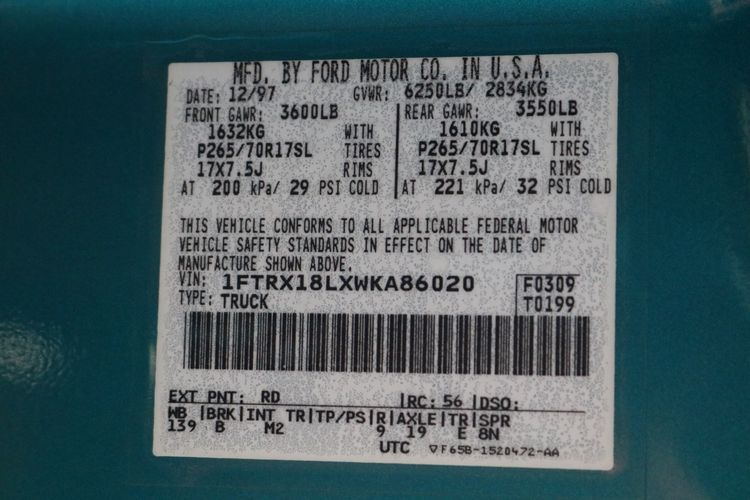 MFD. BY FORD MOTOR CO. IN U.S.A.
DATE: 12/97 GVWR: 6250LB/ 2834KG
FRONT GAWR: 3600LB REAR GAWR: 3550LB
1632KG WITH 1610KG WITH
P265/70R17SL TIRES P265/70R17SL TIRES
17X7.5J RIMS 17X7.5J RIMS
AT 200 kPa/ 29 PSI COLD AT 221 kPa/ 32 PSI COLD
THIS VEHICLE CONFORMS TO ALL APPLICABLE FEDERAL MOTOR
VEHICLE SAFETY STANDARDS IN EFFECT ON THE DATE OF
MANUFACTURE SHOWN ABOVE.
VIN: 1FTRX18LXWKA86020 F0309
TYPE: TRUCK T0199
EXT PNT: RD |RC: 56 |DSO:
WB |BRK|INT TR|TP/PS|R|AXLE|TR|SPR
139 B M2 9 19 E 8N
UTC ▽F65B-1520472-AA